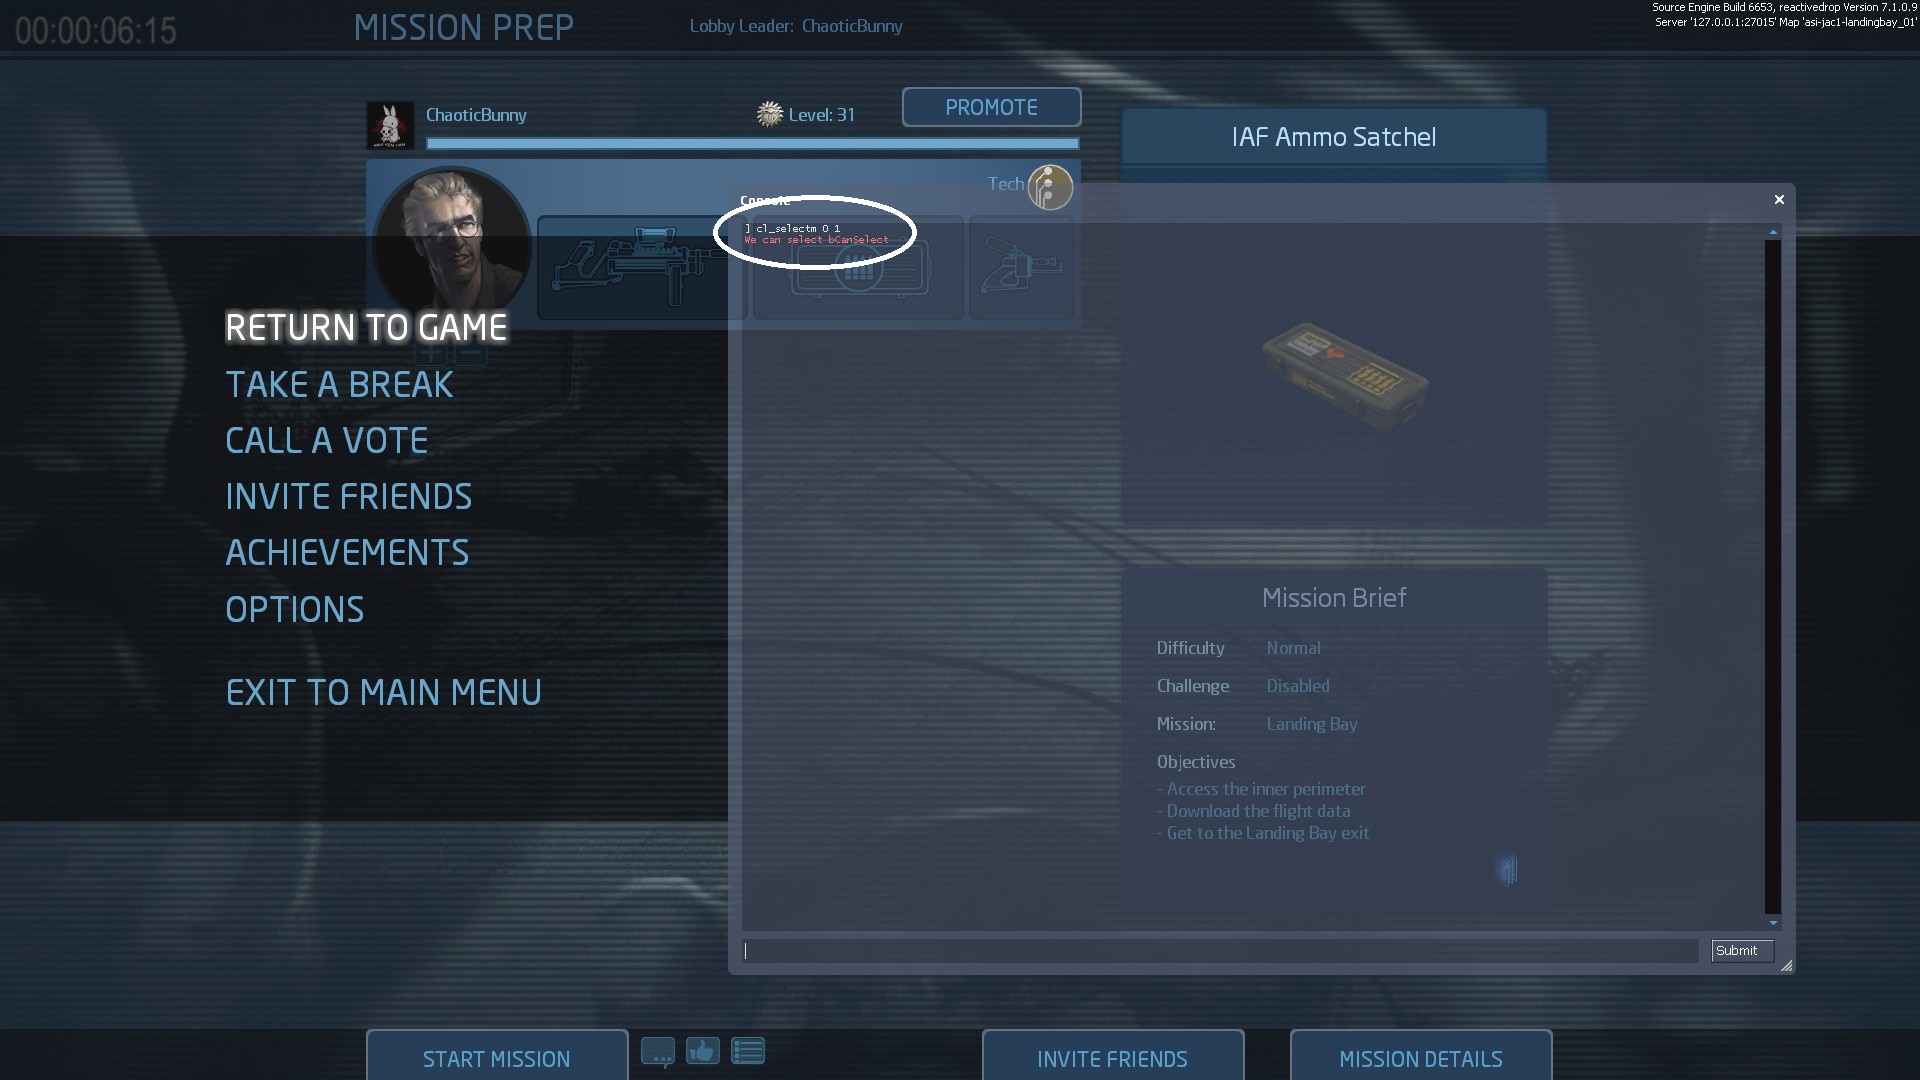 Source Engine Build 6653, reactivedrop Version 7.1.0.9
Server '127.0.0.1:27015' Map 'asi-jac1-landingbay_01'
00:00:06:15
MISSION PREP
Lobby Leader: ChaoticBunny
ChaoticBunny
Level: 31
PROMOTE
IAF Ammo Satchel
Tech
Console
] cl_selectm 0 1
We can select bCanSelect
RETURN TO GAME
TAKE A BREAK
CALL A VOTE
INVITE FRIENDS
ACHIEVEMENTS
OPTIONS
EXIT TO MAIN MENU
Mission Brief
Difficulty Normal
Challenge Disabled
Mission: Landing Bay
Objectives
- Access the inner perimeter
- Download the flight data
- Get to the Landing Bay exit
Submit
START MISSION
INVITE FRIENDS
MISSION DETAILS